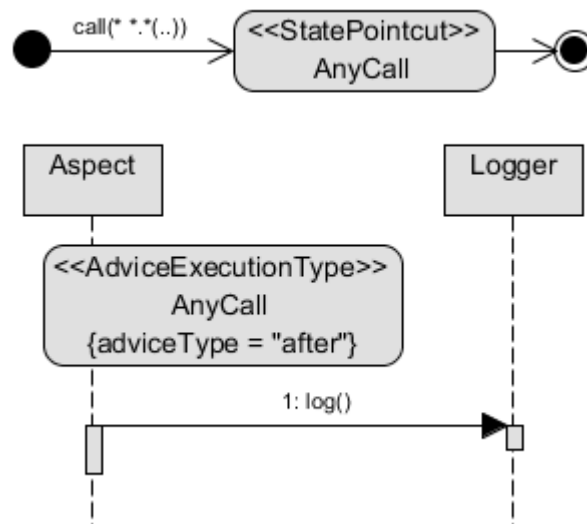 call(* *.*(..))
<<StatePointcut>>
AnyCall
Aspect
Logger
<<AdviceExecutionType>>
AnyCall
{adviceType = "after"}
1: log()